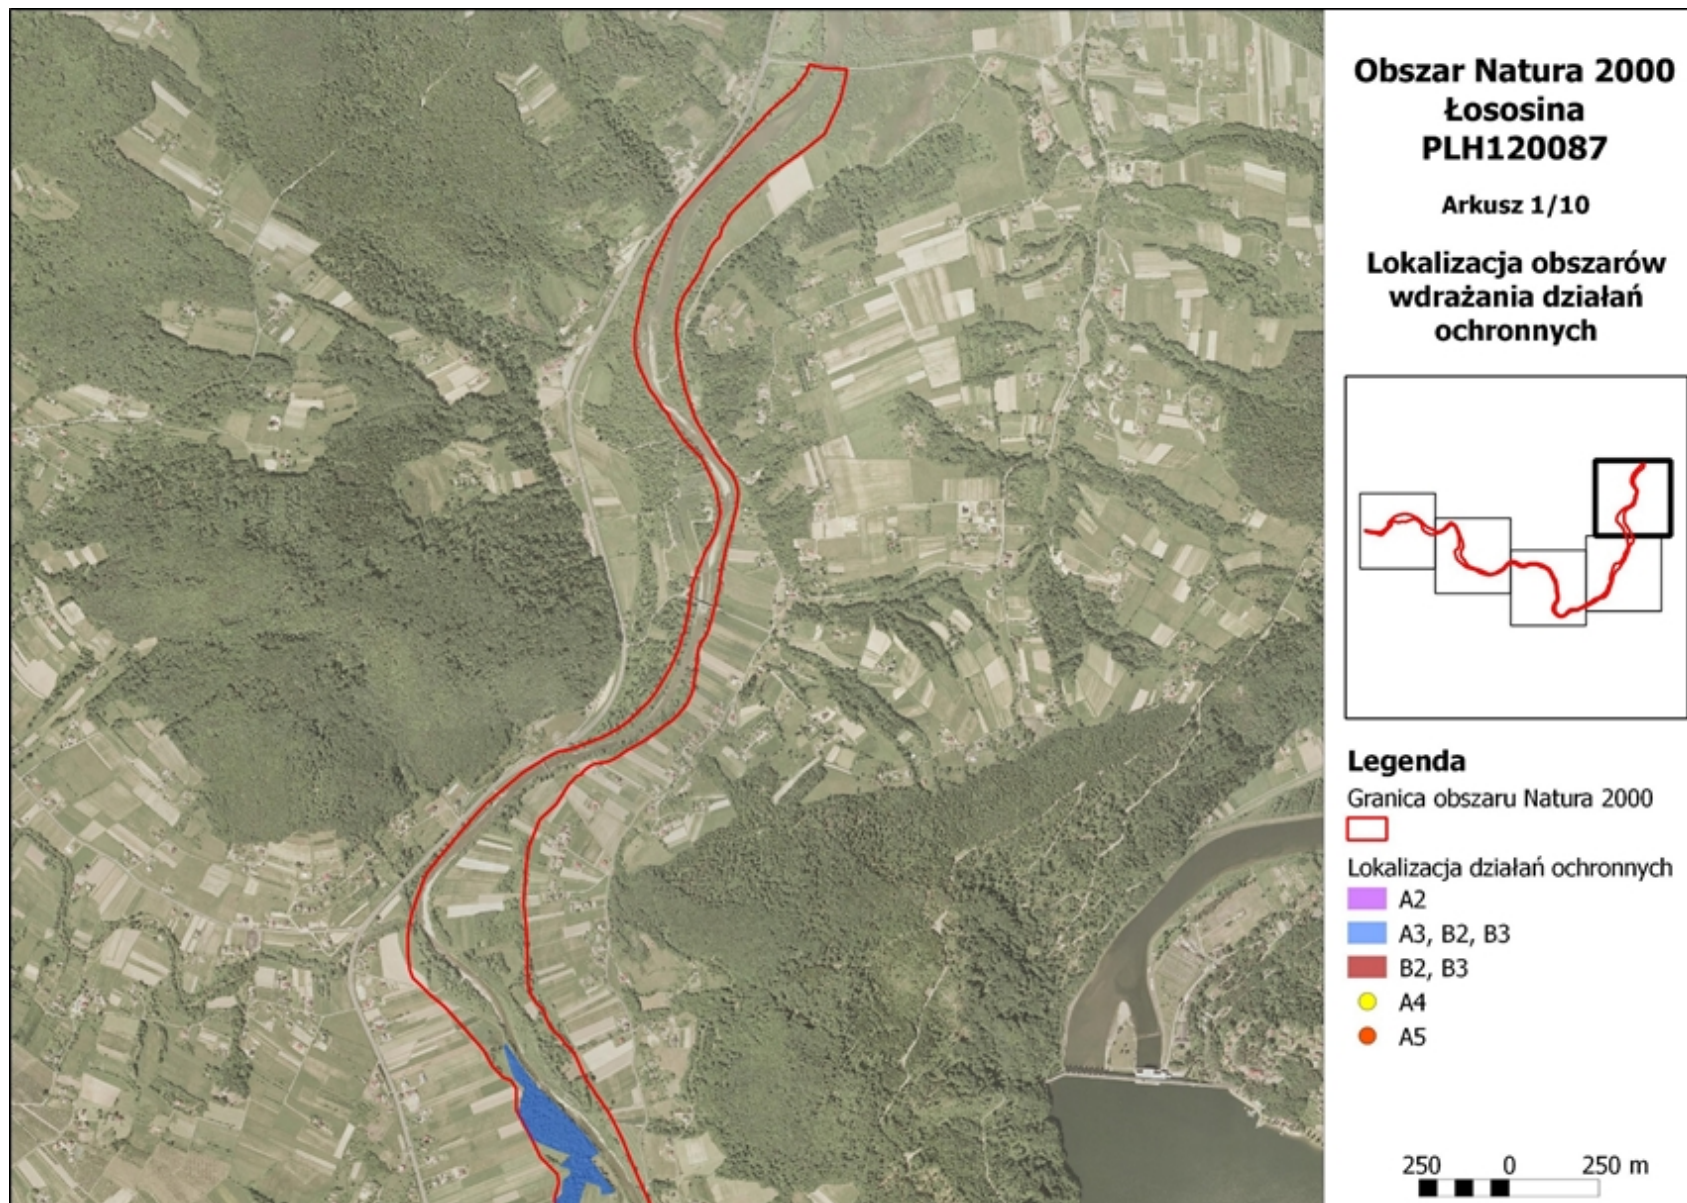 Obszar Natura 2000
Łososina
PLH120087
Arkusz 1/10
Lokalizacja obszarów
wdrażania działań
ochronnych
Legenda
Granica obszaru Natura 2000
Lokalizacja działań ochronnych
A2
A3, B2, B3
B2, B3
A4
A5
250 0 250 m